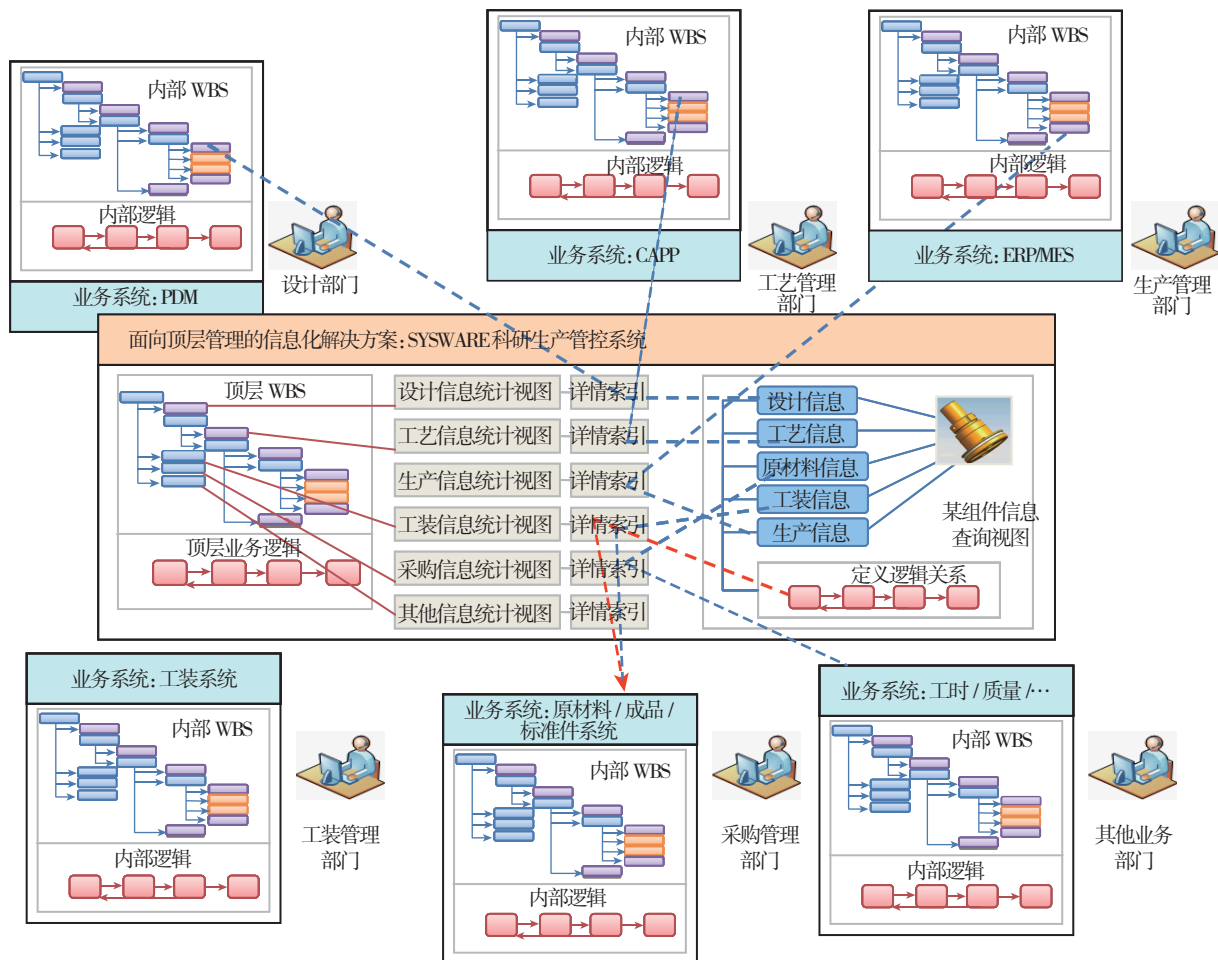 内部 WBS
内部逻辑
业务系统: PDM
设计部门
内部 WBS
内部逻辑
业务系统: CAPP
工艺管理
部门
内部 WBS
内部逻辑
业务系统: ERP/MES
生产管理
部门
面向顶层管理的信息化解决方案: SYSWARE 科研生产管控系统
顶层 WBS
顶层业务逻辑
设计信息统计视图
详情索引
工艺信息统计视图
详情索引
生产信息统计视图
详情索引
工装信息统计视图
详情索引
采购信息统计视图
详情索引
其他信息统计视图
详情索引
设计信息
工艺信息
原材料信息
工装信息
生产信息
某组件信息
查询视图
定义逻辑关系
业务系统: 工装系统
内部 WBS
内部逻辑
工装管理
部门
业务系统: 原材料 / 成品 /
标准件系统
内部 WBS
内部逻辑
采购管理
部门
业务系统: 工时 / 质量 /…
内部 WBS
内部逻辑
其他业务
部门